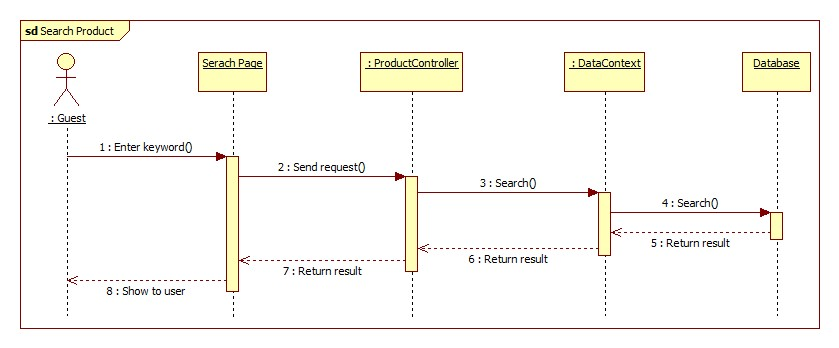 sd Search Product
Serach Page
: ProductController
: DataContext
Database
: Guest
1 : Enter keyword()
2 : Send request()
3 : Search()
4 : Search()
5 : Return result
6 : Return result
7 : Return result
8 : Show to user